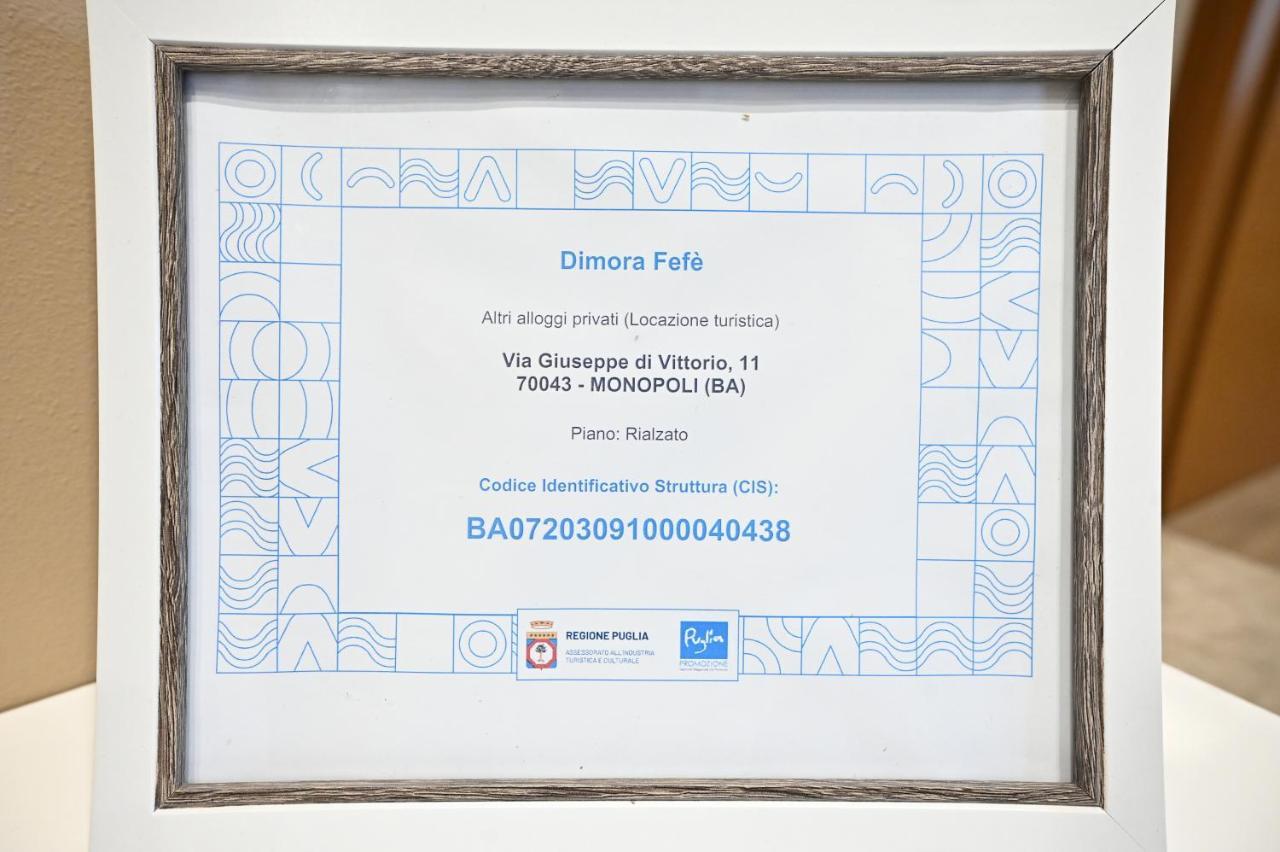 Dimora Fefè
Altri alloggi privati (Locazione turistica)
Via Giuseppe di Vittorio, 11
70043 - MONOPOLI (BA)
Piano: Rialzato
Codice Identificativo Struttura (CIS):
BA07203091000040438
REGIONE PUGLIA
ASSESSORATO ALL'INDUSTRIA
TURISTICA E CULTURALE
Puglia
PROMOZIONE